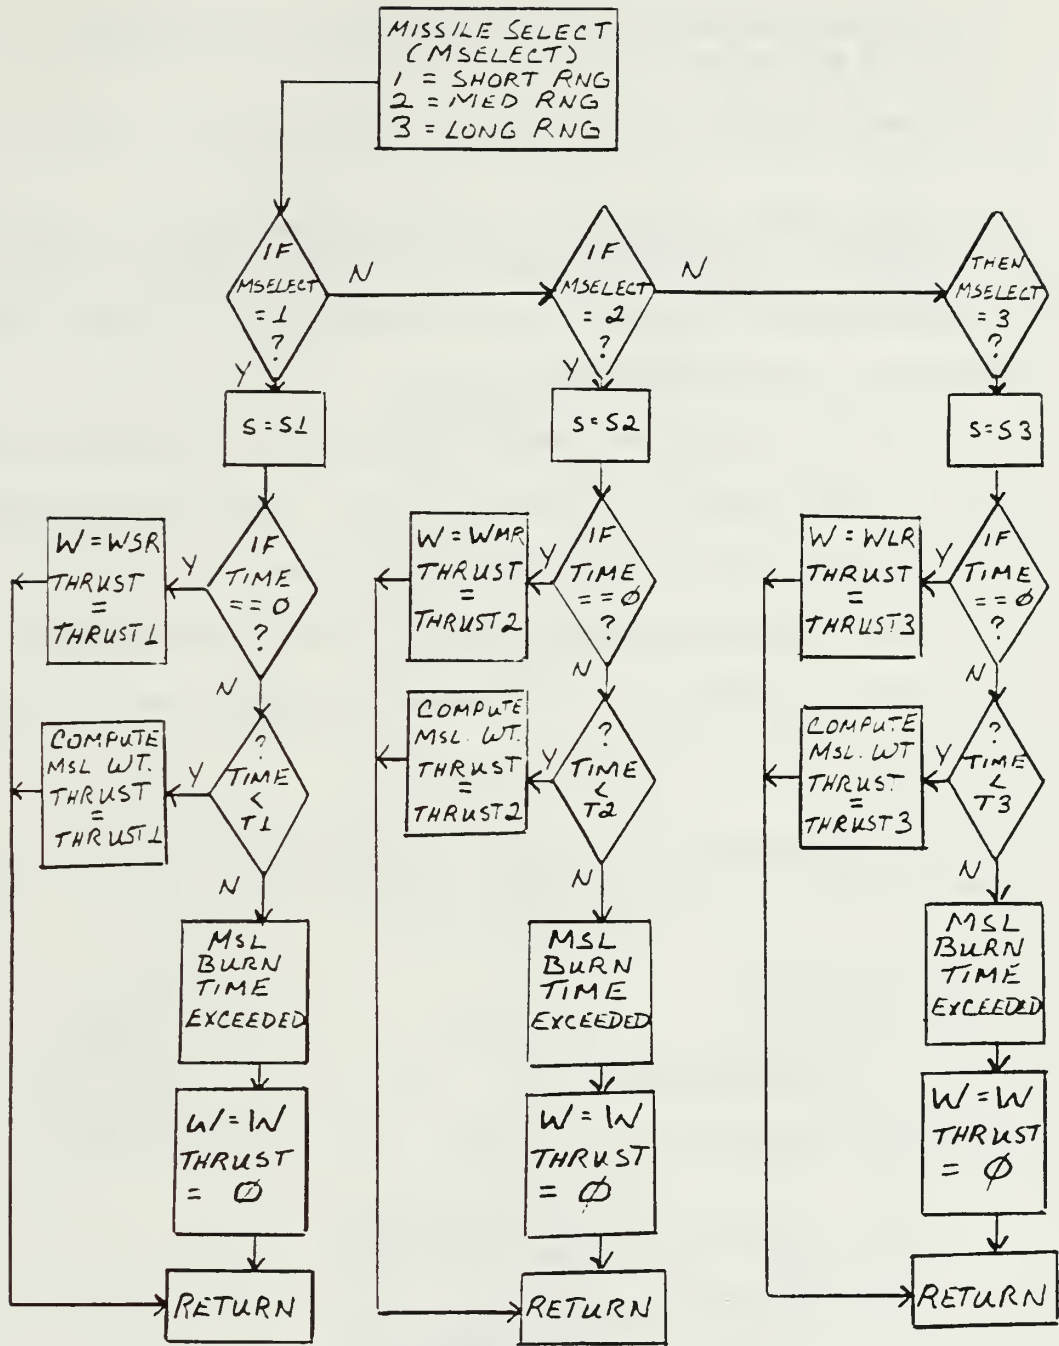 MISSILE SELECT
(MSELECT)
1 = SHORT RNG
2 = MED RNG
3 = LONG RNG
IF
MSELECT
= 1
?
N
Y
IF
MSELECT
= 2
?
N
Y
THEN
MSELECT
= 3
?
S = S1
S = S2
S = S3
IF
TIME
== 0
?
Y
N
W = WSR
THRUST
=
THRUST1
IF
TIME
== Ø
?
Y
N
W = WMR
THRUST
=
THRUST2
IF
TIME
== Ø
?
Y
N
W = WLR
THRUST
=
THRUST3
?
TIME
<
T1
Y
N
COMPUTE
MSL WT.
THRUST
=
THRUST1
?
TIME
<
T2
Y
N
COMPUTE
MSL. WT.
THRUST
=
THRUST2
?
TIME
<
T3
Y
N
COMPUTE
MSL. WT
THRUST
=
THRUST3
MSL
BURN
TIME
EXCEEDED
MSL
BURN
TIME
EXCEEDED
MSL
BURN
TIME
EXCEEDED
W = W
THRUST
= Ø
W = W
THRUST
= Ø
W = W
THRUST
= Ø
RETURN
RETURN
RETURN